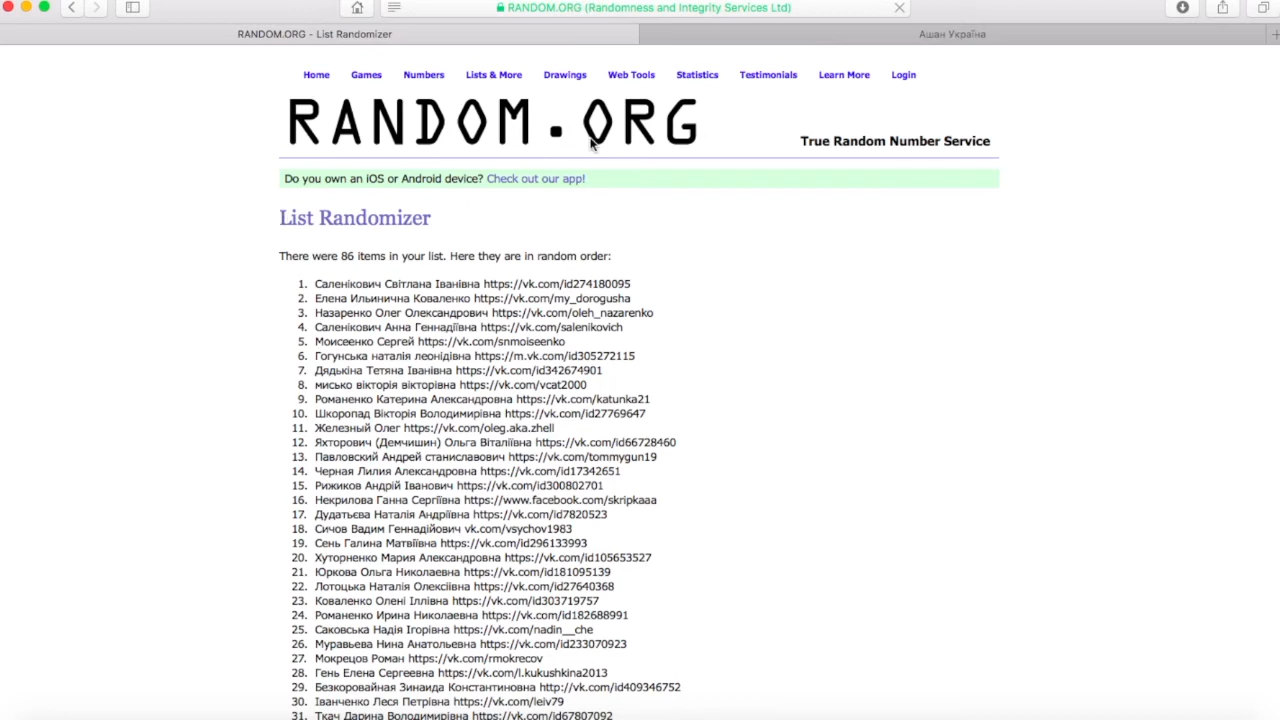 RANDOM.ORG (Randomness and Integrity Services Ltd)
RANDOM.ORG - List Randomizer
Ашан Україна
Home Games Numbers Lists & More Drawings Web Tools Statistics Testimonials Learn More Login
RANDOM.ORG
True Random Number Service
Do you own an iOS or Android device? Check out our app!
List Randomizer
There were 86 items in your list. Here they are in random order:
1. Саленікович Світлана Іванівна https://vk.com/id274180095
2. Елена Ильинична Коваленко https://vk.com/my_dorogusha
3. Назаренко Олег Олександрович https://vk.com/oleh_nazarenko
4. Саленікович Анна Геннадіївна https://vk.com/salenikovich
5. Моисеенко Сергей https://vk.com/snmoiseenko
6. Гогунська наталія леонідівна https://m.vk.com/id305272115
7. Дядькіна Тетяна Іванівна https://vk.com/id342674901
8. мисько вікторія вікторівна https://vk.com/vcat2000
9. Романенко Катерина Александровна https://vk.com/katunka21
10. Шкоропад Вікторія Володимирівна https://vk.com/id27769647
11. Железный Олег https://vk.com/oleg.aka.zhell
12. Яхторович (Демчишин) Ольга Віталіївна https://vk.com/id66728460
13. Павловский Андрей станиславович https://vk.com/tommygun19
14. Черная Лилия Александровна https://vk.com/id17342651
15. Рижиков Андрій Іванович https://vk.com/id300802701
16. Некрилова Ганна Сергіївна https://www.facebook.com/skripkaaa
17. Дудатьєва Наталія Андріївна https://vk.com/id7820523
18. Сичов Вадим Геннадійович vk.com/vsychov1983
19. Сень Галина Матвіївна https://vk.com/id296133993
20. Хуторненко Мария Александровна https://vk.com/id105653527
21. Юркова Ольга Николаевна https://vk.com/id181095139
22. Лотоцька Наталія Олексіївна https://vk.com/id27640368
23. Коваленко Олені Іллівна https://vk.com/id303719757
24. Романенко Ирина Николаевна https://vk.com/id182688991
25. Саковська Надія Ігорівна https://vk.com/nadin__che
26. Муравьева Нина Анатольевна https://vk.com/id233070923
27. Мокрецов Роман https://vk.com/rmokrecov
28. Гень Елена Сергеевна https://vk.com/l.kukushkina2013
29. Безкоровайная Зинаида Константиновна http://vk.com/id409346752
30. Іванченко Леся Петрівна https://vk.com/leiv79
31. Ткач Дарина Володимирівна https://vk.com/id67807092